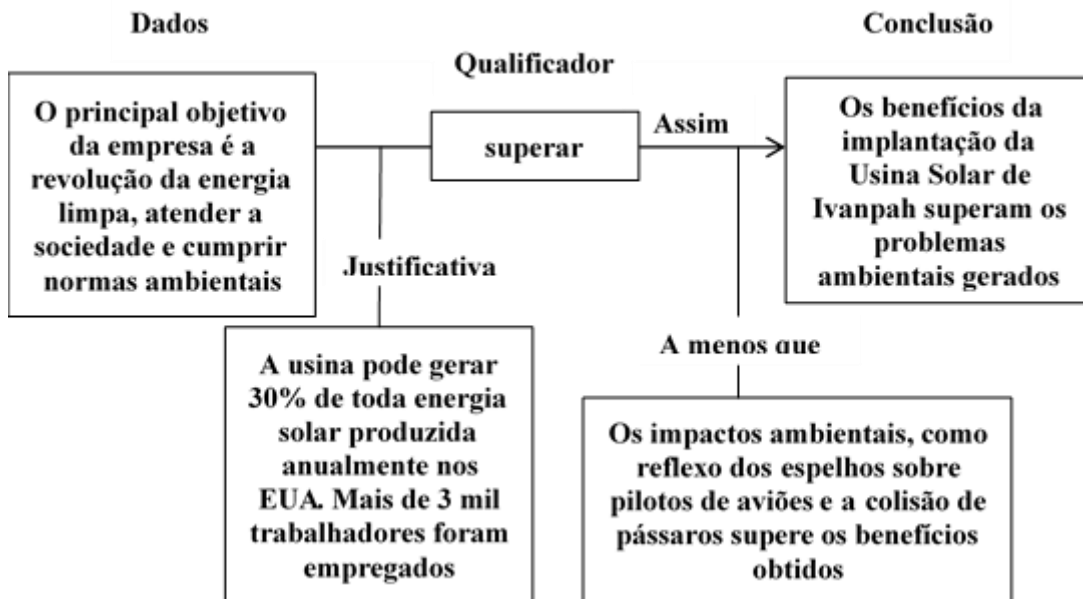 Dados
Conclusão
Qualificador
O principal objetivo
da empresa é a
revolução da energia
limpa, atender a
sociedade e cumprir
normas ambientais
superar
Assim
Os benefícios da
implantação da
Usina Solar de
Ivanpah superam os
problemas
ambientais gerados
Justificativa
A usina pode gerar
30% de toda energia
solar produzida
anualmente nos
EUA. Mais de 3 mil
trabalhadores foram
empregados
A menos que
Os impactos ambientais, como
reflexo dos espelhos sobre
pilotos de aviões e a colisão de
pássaros supere os benefícios
obtidos